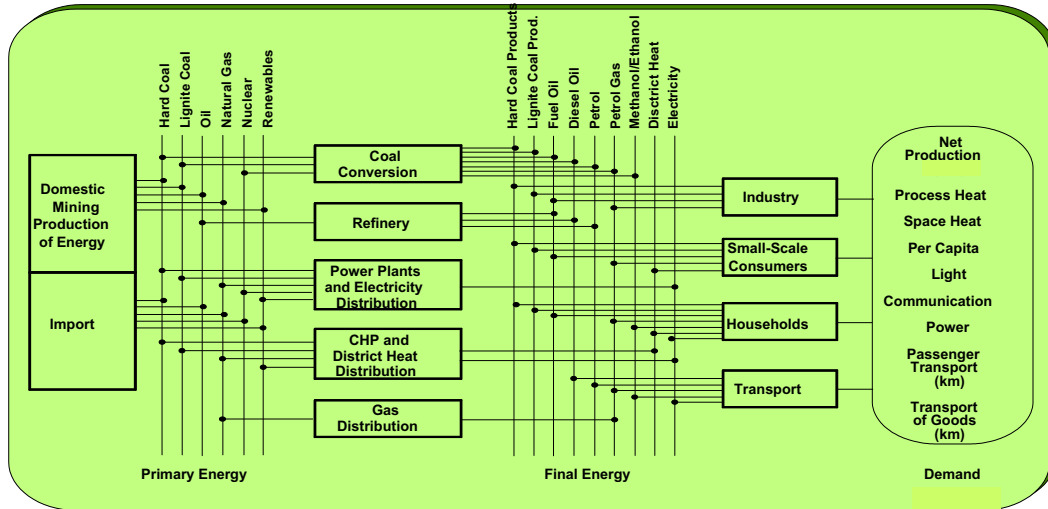 Hard Coal
Lignite Coal
Oil
Natural Gas
Nuclear
Renewables
Hard Coal Products
Lignite Coal Prod.
Fuel Oil
Diesel Oil
Petrol
Petrol Gas
Methanol/Ethanol
Disctrict Heat
Electricity
Domestic
Mining
Production
of Energy
Import
Coal
Conversion
Refinery
Power Plants
and Electricity
Distribution
CHP and
District Heat
Distribution
Gas
Distribution
Industry
Small-Scale
Consumers
Households
Transport
Net
Production
Process Heat
Space Heat
Per Capita
Light
Communication
Power
Passenger
Transport
(km)
Transport
of Goods
(km)
Primary Energy
Final Energy
Demand